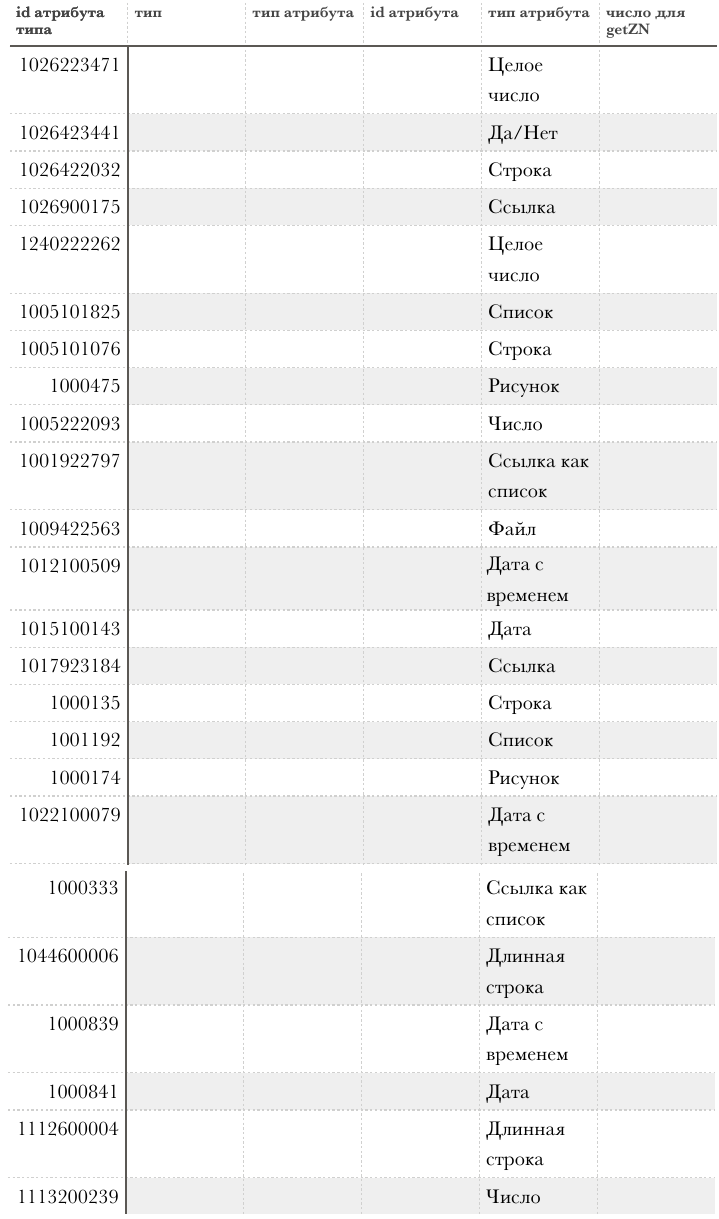 id атрибута типа тип тип атрибута id атрибута тип атрибута число для getZN
1026223471 Целое число
1026423441 Да/Нет
1026422032 Строка
1026900175 Ссылка
1240222262 Целое число
1005101825 Список
1005101076 Строка
1000475 Рисунок
1005222093 Число
1001922797 Ссылка как список
1009422563 Файл
1012100509 Дата с временем
1015100143 Дата
1017923184 Ссылка
1000135 Строка
1001192 Список
1000174 Рисунок
1022100079 Дата с временем
1000333 Ссылка как список
1044600006 Длинная строка
1000839 Дата с временем
1000841 Дата
1112600004 Длинная строка
1113200239 Число